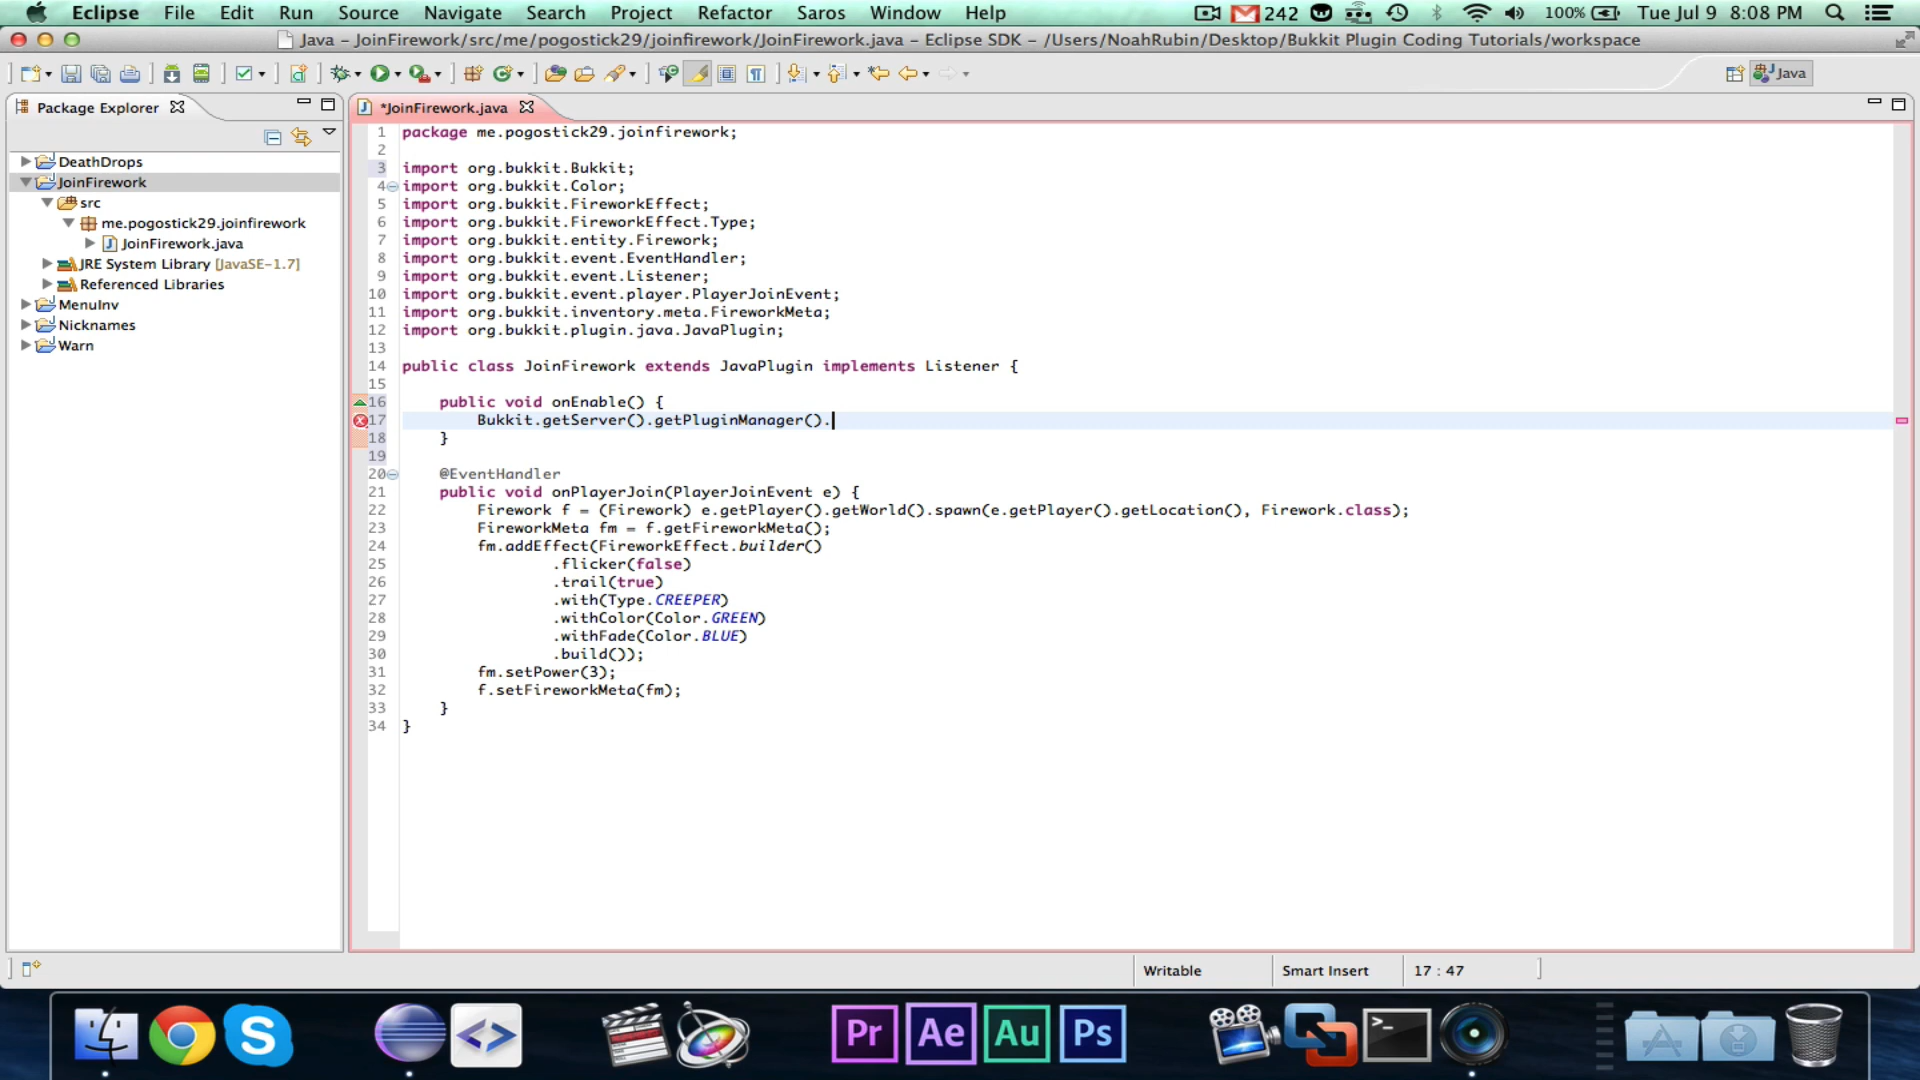 Eclipse File Edit Run Source Navigate Search Project Refactor Saros Window Help 242 100% Tue Jul 9 8:08 PM
Java – JoinFirework/src/me/pogostick29/joinfirework/JoinFirework.java – Eclipse SDK – /Users/NoahRubin/Desktop/Bukkit Plugin Coding Tutorials/workspace
Java
Package Explorer
DeathDrops
JoinFirework
src
me.pogostick29.joinfirework
JoinFirework.java
JRE System Library [JavaSE-1.7]
Referenced Libraries
MenuInv
Nicknames
Warn
*JoinFirework.java
1 package me.pogostick29.joinfirework;
2
3 import org.bukkit.Bukkit;
4 import org.bukkit.Color;
5 import org.bukkit.FireworkEffect;
6 import org.bukkit.FireworkEffect.Type;
7 import org.bukkit.entity.Firework;
8 import org.bukkit.event.EventHandler;
9 import org.bukkit.event.Listener;
10 import org.bukkit.event.player.PlayerJoinEvent;
11 import org.bukkit.inventory.meta.FireworkMeta;
12 import org.bukkit.plugin.java.JavaPlugin;
13
14 public class JoinFirework extends JavaPlugin implements Listener {
15
16 public void onEnable() {
17 Bukkit.getServer().getPluginManager().
18 }
19
20 @EventHandler
21 public void onPlayerJoin(PlayerJoinEvent e) {
22 Firework f = (Firework) e.getPlayer().getWorld().spawn(e.getPlayer().getLocation(), Firework.class);
23 FireworkMeta fm = f.getFireworkMeta();
24 fm.addEffect(FireworkEffect.builder()
25 .flicker(false)
26 .trail(true)
27 .with(Type.CREEPER)
28 .withColor(Color.GREEN)
29 .withFade(Color.BLUE)
30 .build());
31 fm.setPower(3);
32 f.setFireworkMeta(fm);
33 }
34 }
Writable Smart Insert 17 : 47
S Pr Ae Au Ps